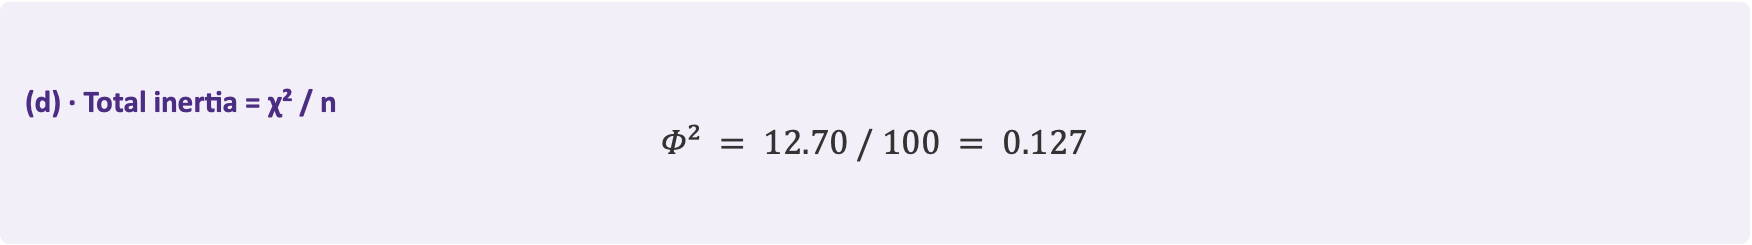 (d) · Total inertia = χ² / n
Φ² = 12.70 / 100 = 0.127